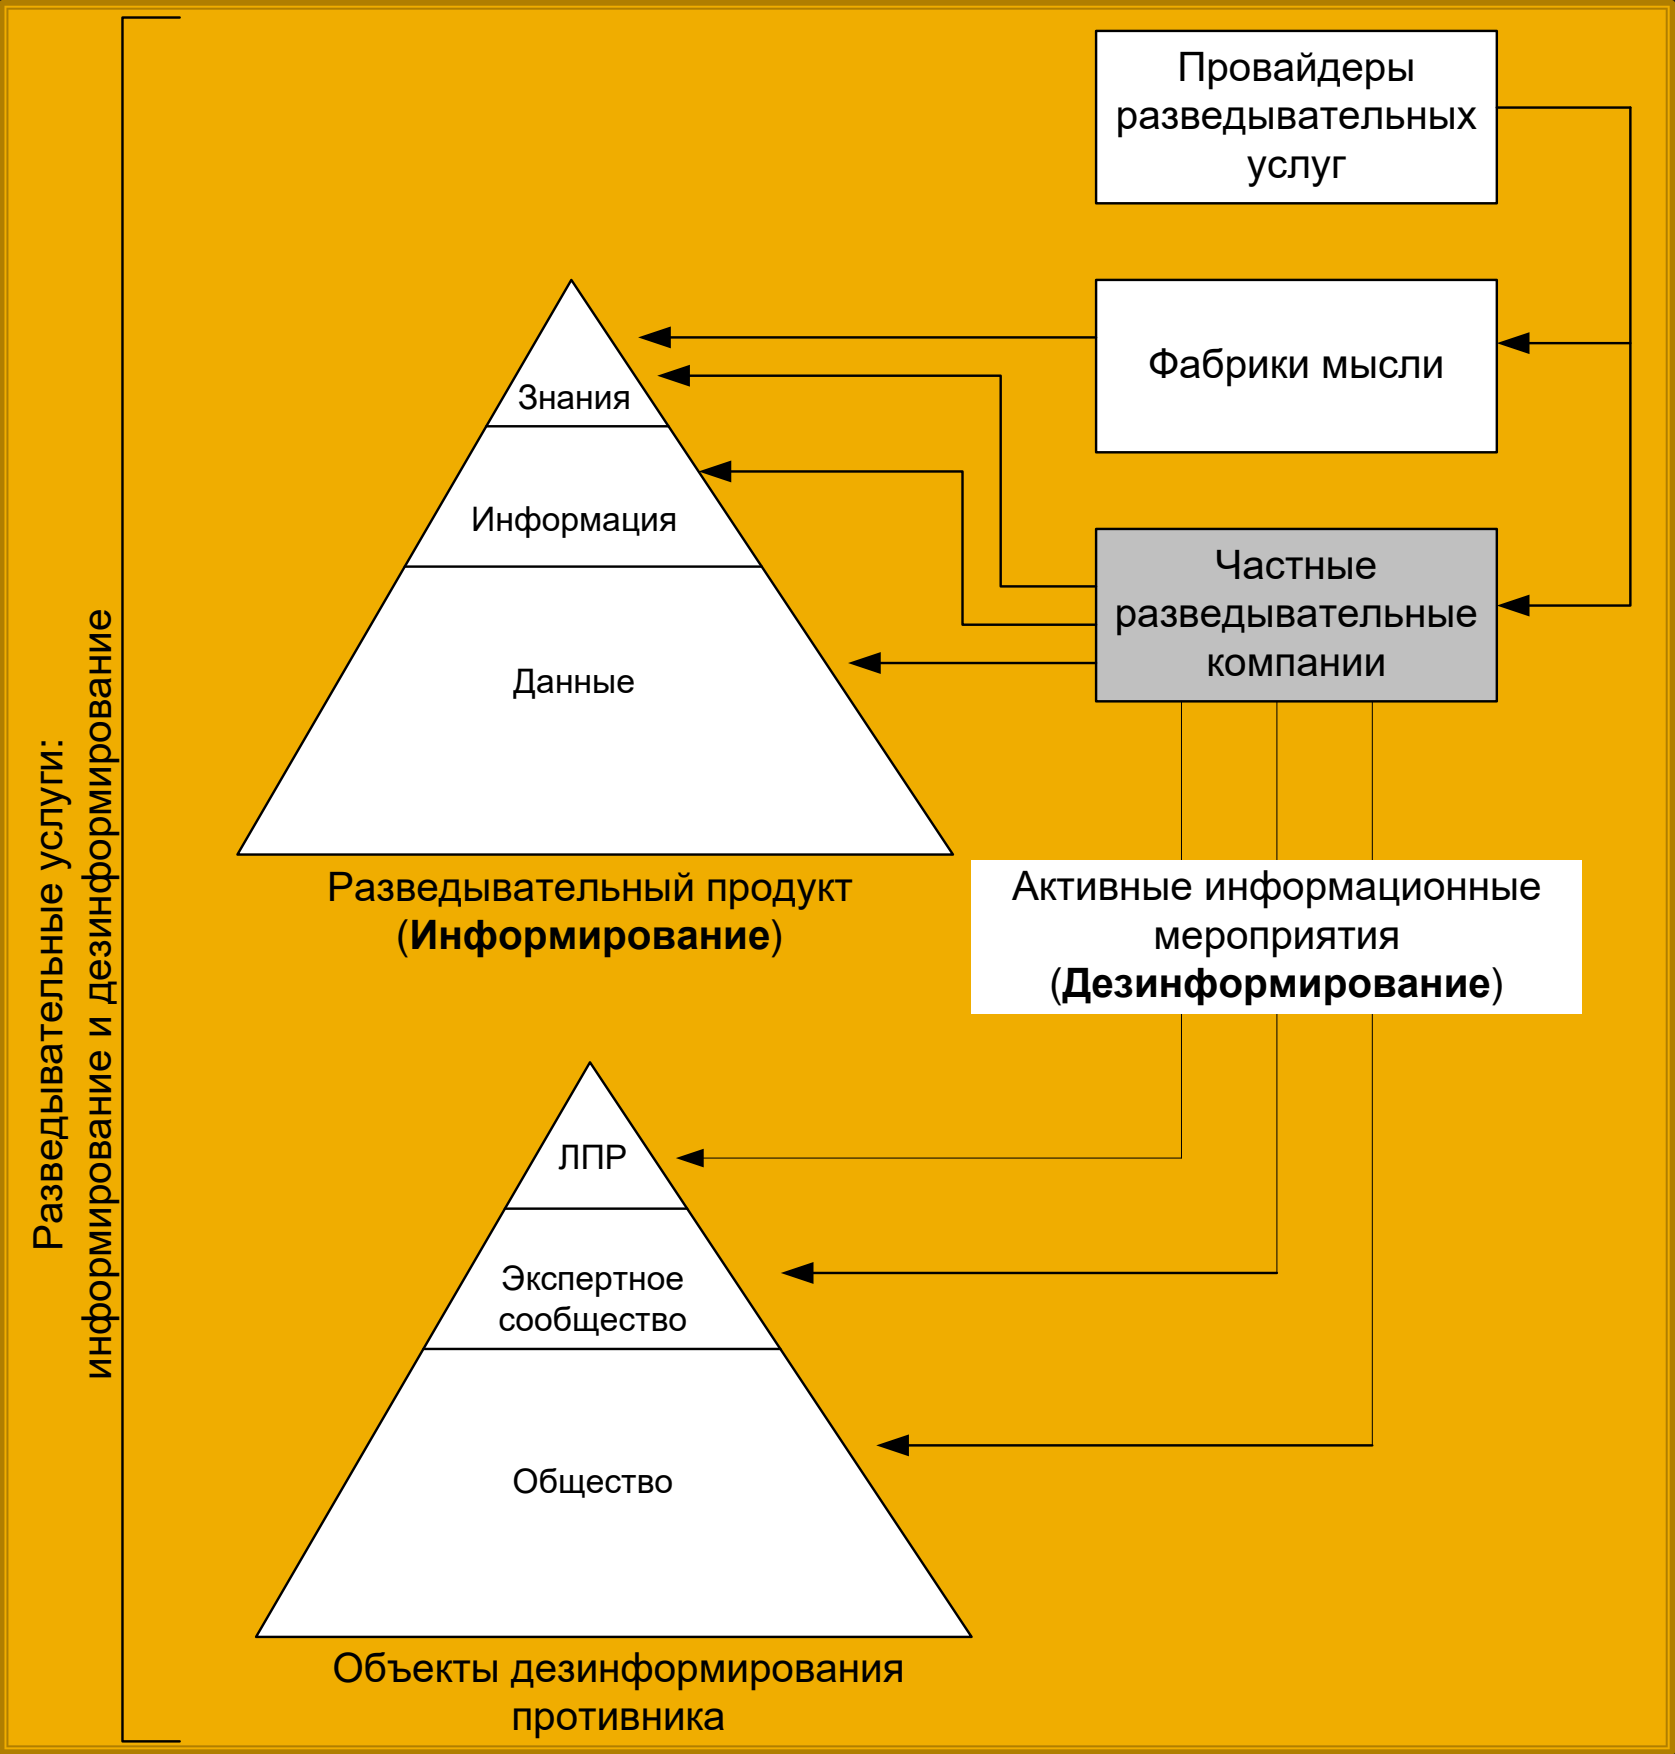 Провайдеры
разведывательных
услуг
Фабрики мысли
Частные
разведывательные
компании
Знания
Информация
Данные
Разведывательный продукт
(Информирование)
Активные информационные
мероприятия
(Дезинформирование)
ЛПР
Экспертное
сообщество
Общество
Объекты дезинформирования
противника
Разведывательные услуги:
информирование и дезинформирование